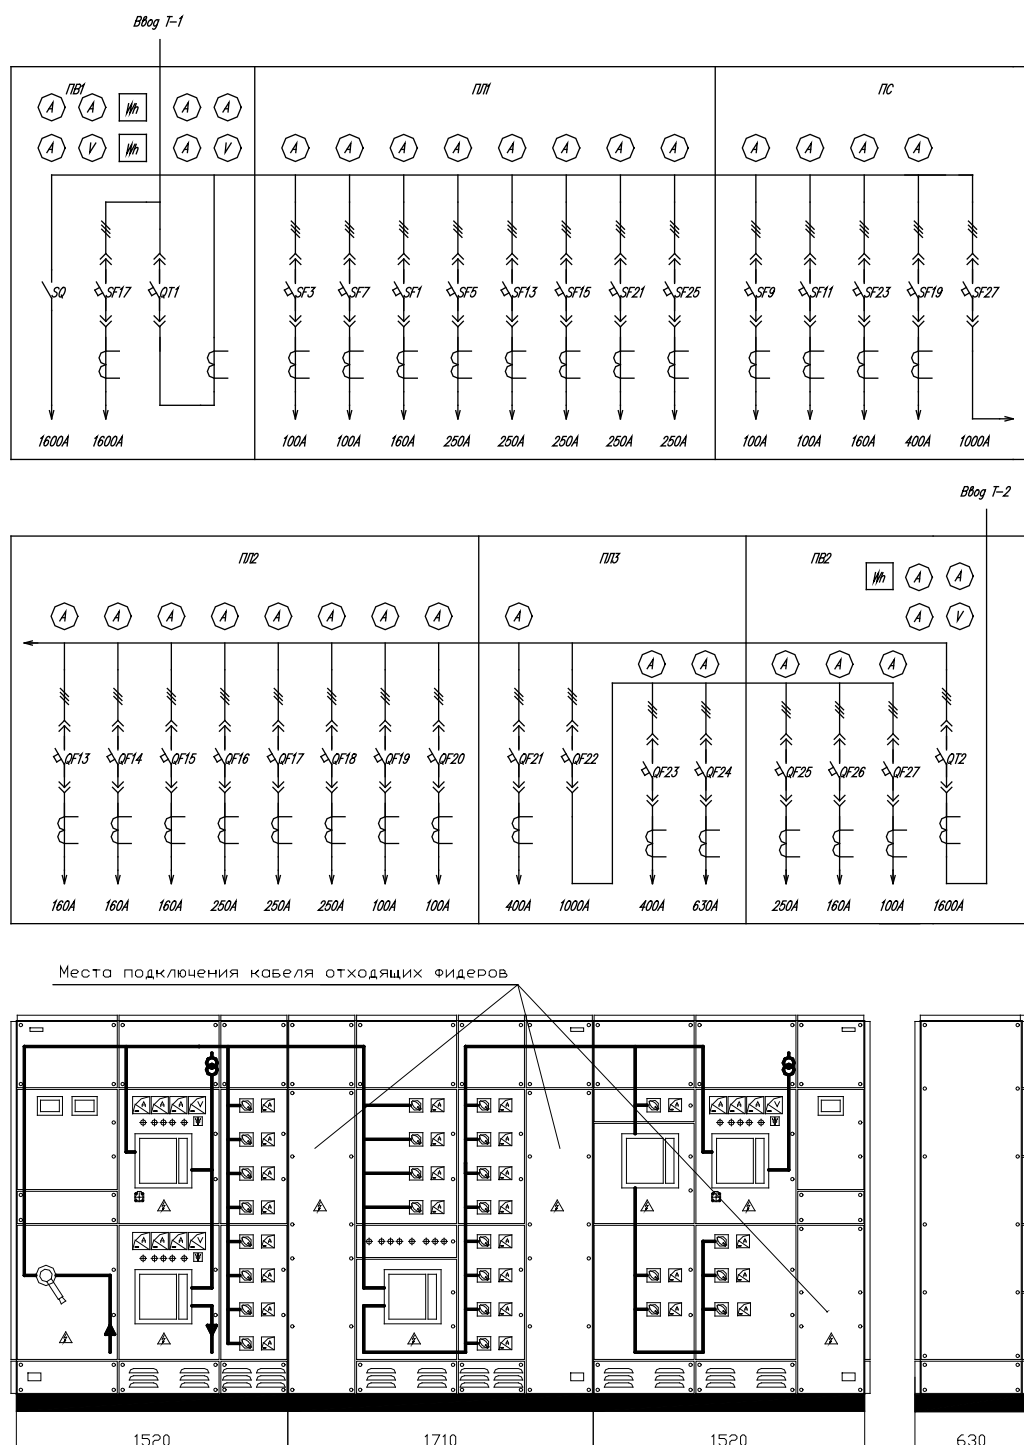 Ввод Т-1
ПВ1 ПЛ1 ПС
A A Wh A A
A V Wh A V A A A A A A A A A A A A
SQ SF17 QT1 SF3 SF7 SF1 SF5 SF13 SF15 SF21 SF25 SF9 SF11 SF23 SF19 SF27
1600А 1600А 100А 100А 160А 250А 250А 250А 250А 250А 100А 100А 160А 400А 1000А
Ввод Т-2
ПЛ2 ПЛ3 ПВ2
Wh A A
A A A A A A A A A A V
A A A A A
QF13 QF14 QF15 QF16 QF17 QF18 QF19 QF20 QF21 QF22 QF23 QF24 QF25 QF26 QF27 QT2
160А 160А 160А 250А 250А 250А 100А 100А 400А 1000А 400А 630А 250А 160А 100А 1600А
Места подключения кабеля отходящих фидеров
A A A V A A A V
A A A V
1520 1710 1520 630